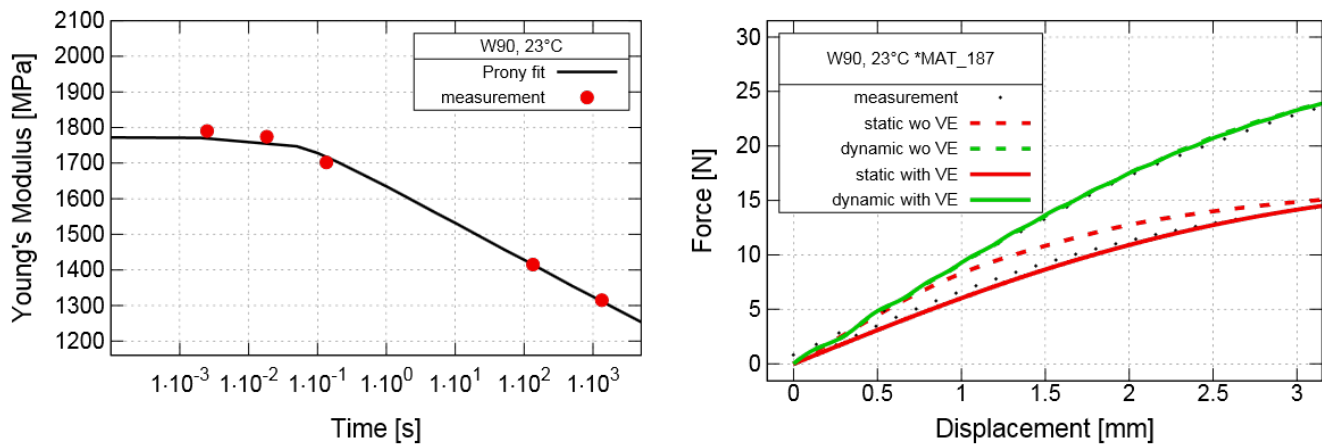 2100
2000
1900
1800
1700
1600
1500
1400
1300
1200
Young's Modulus [MPa]
W90, 23°C
Prony fit
measurement
1·10-3
1·10-2
1·10-1
1·100
1·101
1·102
1·103
Time [s]
30
25
20
15
10
5
0
Force [N]
W90, 23°C *MAT_187
measurement
static wo VE
dynamic wo VE
static with VE
dynamic with VE
0
0.5
1
1.5
2
2.5
3
Displacement [mm]